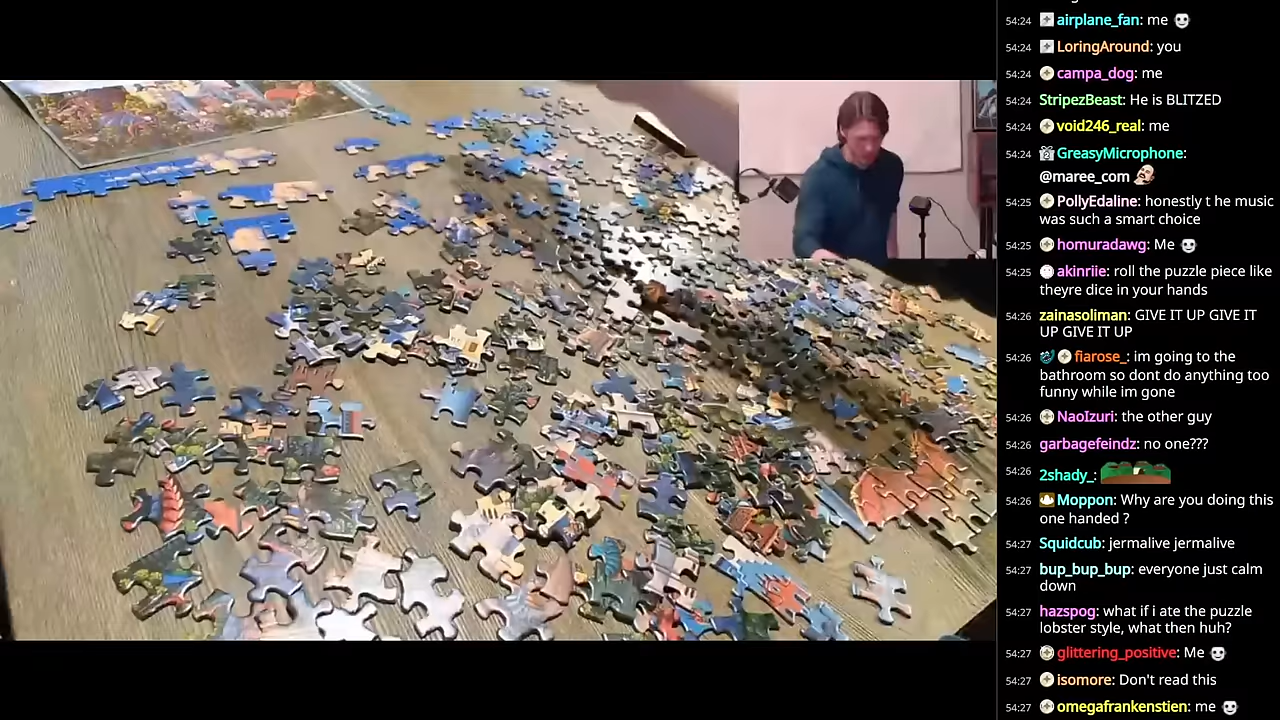 54:24 airplane_fan: me
54:24 LoringAround: you
54:24 campa_dog: me
54:24 StripezBeast: He is BLITZED
54:24 void246_real: me
54:24 GreasyMicrophone:
@maree_com
54:25 PollyEdaline: honestly t he music
was such a smart choice
54:25 homuradawg: Me
54:25 akinriie: roll the puzzle piece like
theyre dice in your hands
54:26 zainasoliman: GIVE IT UP GIVE IT
UP GIVE IT UP
54:26 fiarose_: im going to the
bathroom so dont do anything too
funny while im gone
54:26 NaoIzuri: the other guy
54:26 garbagefeindz: no one???
54:26 2shady_:
54:26 Moppon: Why are you doing this
one handed ?
54:27 Squidcub: jermalive jermalive
54:27 bup_bup_bup: everyone just calm
down
54:27 hazspog: what if i ate the puzzle
lobster style, what then huh?
54:27 glittering_positive: Me
54:27 isomore: Don't read this
54:27 omegafrankenstien: me